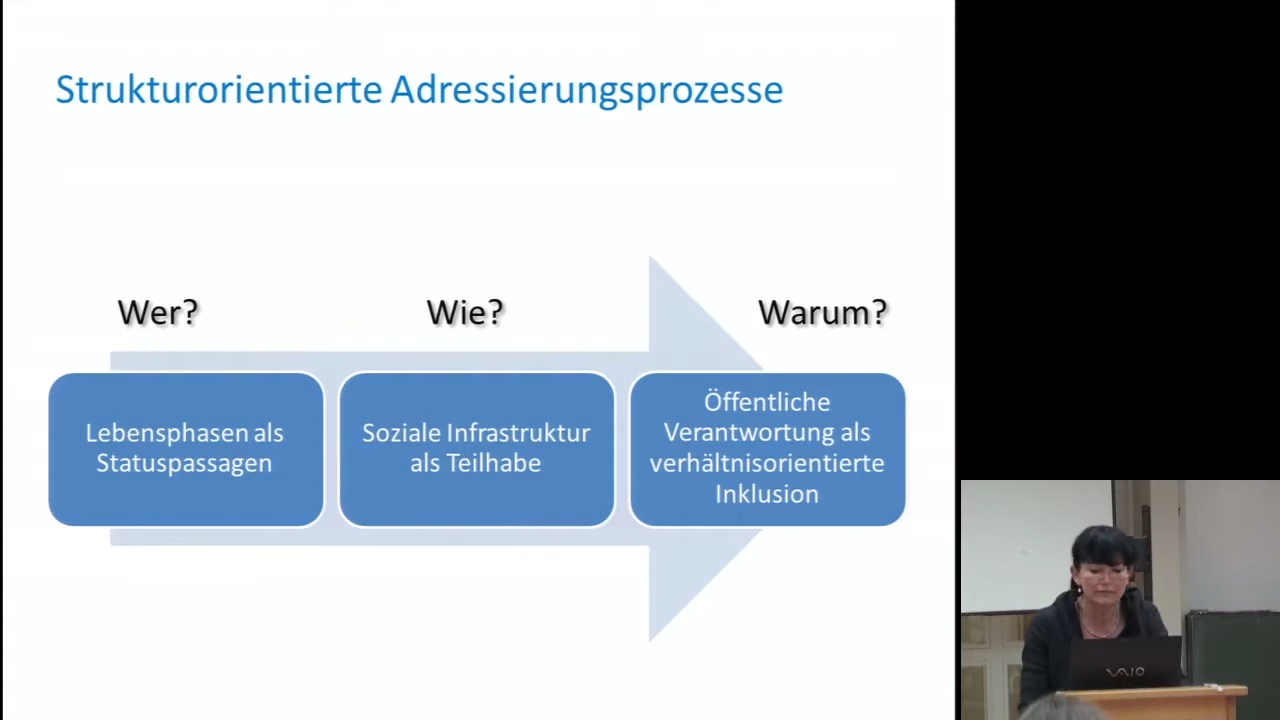 Strukturorientierte Adressierungsprozesse
Wer?
Wie?
Warum?
Lebensphasen als
Statuspassagen
Soziale Infrastruktur
als Teilhabe
Öffentliche
Verantwortung als
verhältnisorientierte
Inklusion
VAIO